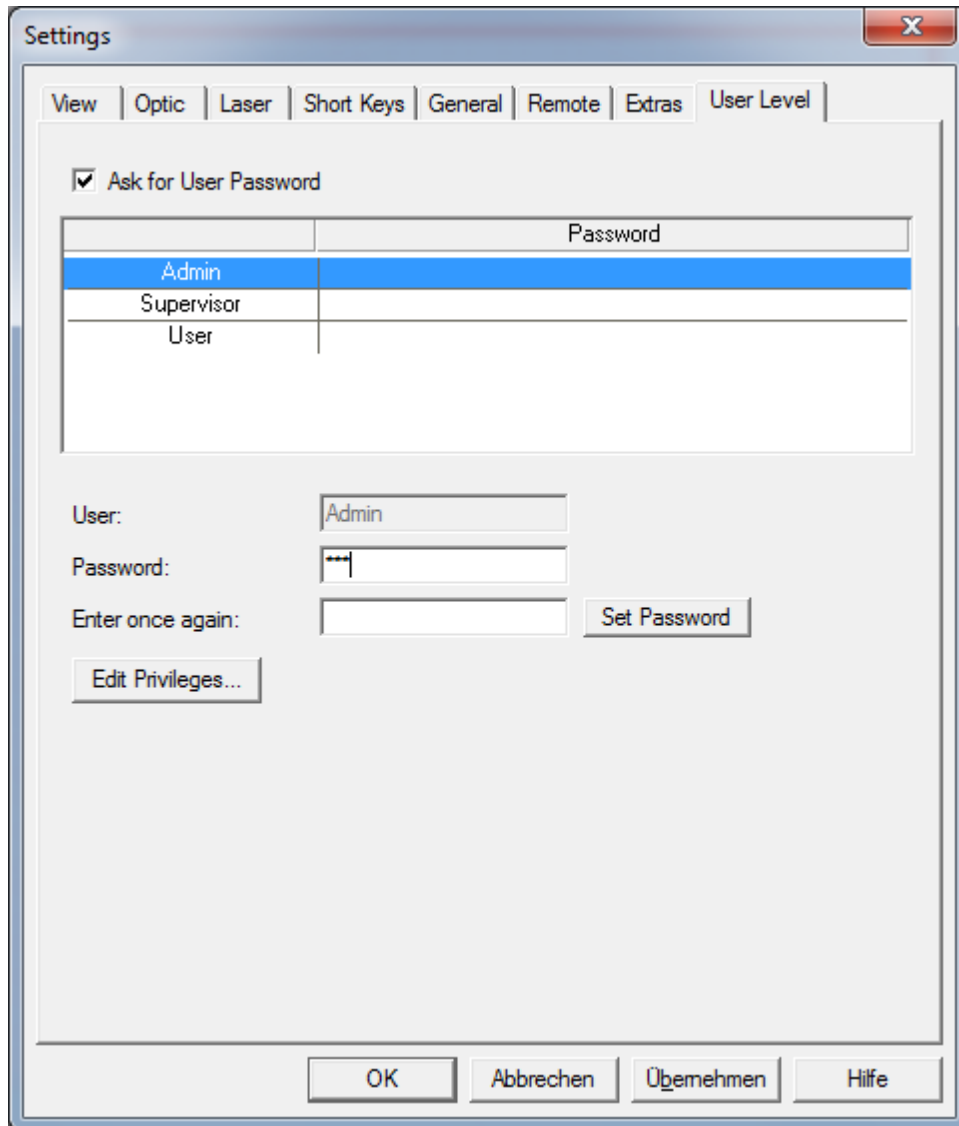 Settings
View Optic Laser Short Keys General Remote Extras User Level
Ask for User Password
Password
Admin
Supervisor
User
User: Admin
Password: ***
Enter once again: Set Password
Edit Privileges...
OK Abbrechen Übernehmen Hilfe